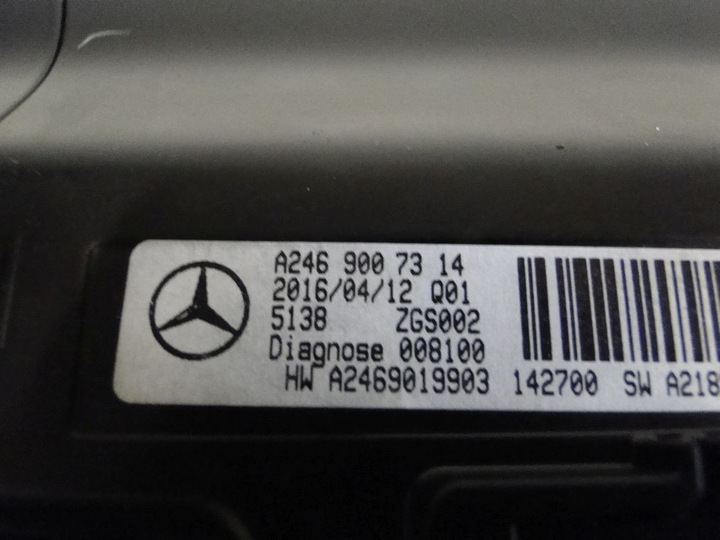 A246 900 73 14
2016/04/12 Q01
5138 ZGS002
Diagnose 008100
HW A2469019903 142700 SW A218